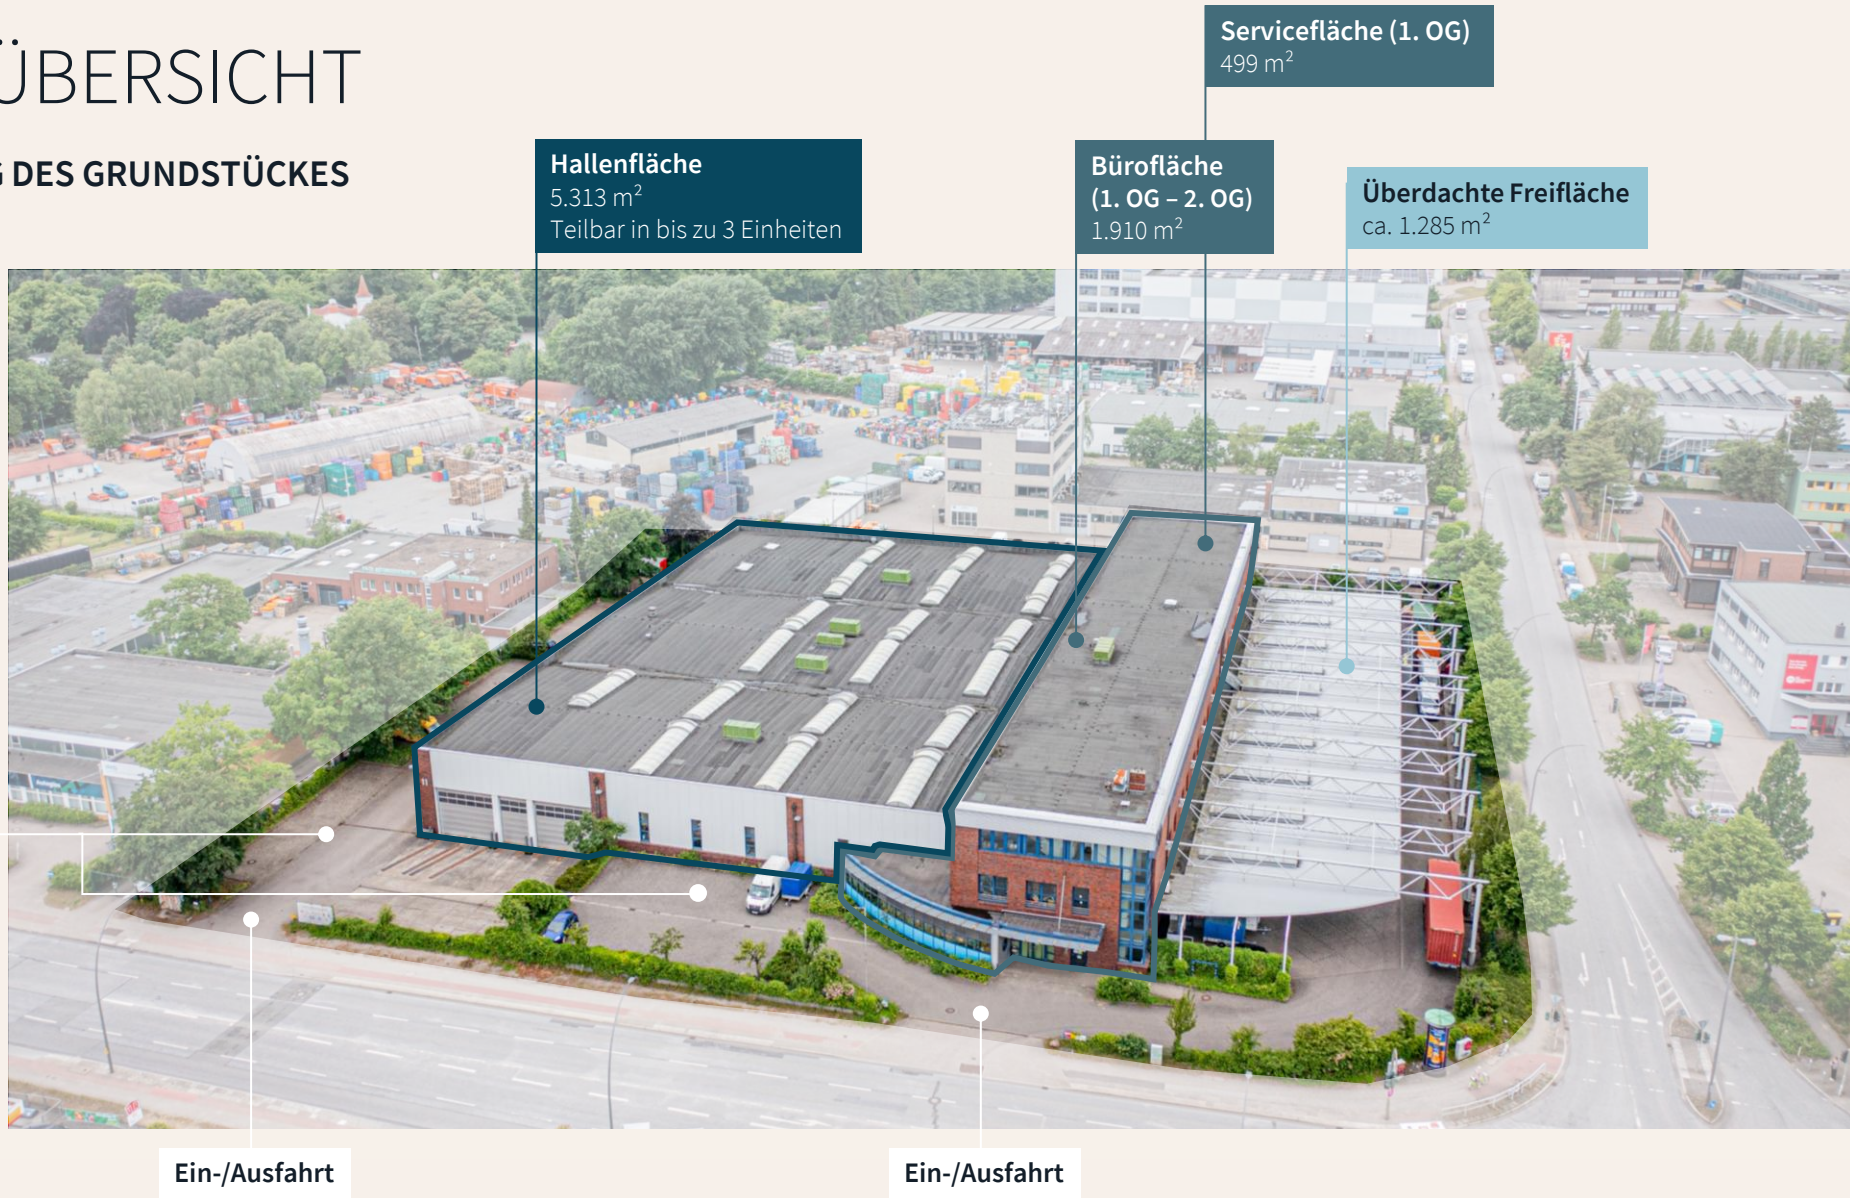 ÜBERSICHT
G DES GRUNDSTÜCKES
Servicefläche (1. OG)
499 m²
Hallenfläche
5.313 m²
Teilbar in bis zu 3 Einheiten
Bürofläche
(1. OG – 2. OG)
1.910 m²
Überdachte Freifläche
ca. 1.285 m²
11
Ein-/Ausfahrt
Ein-/Ausfahrt